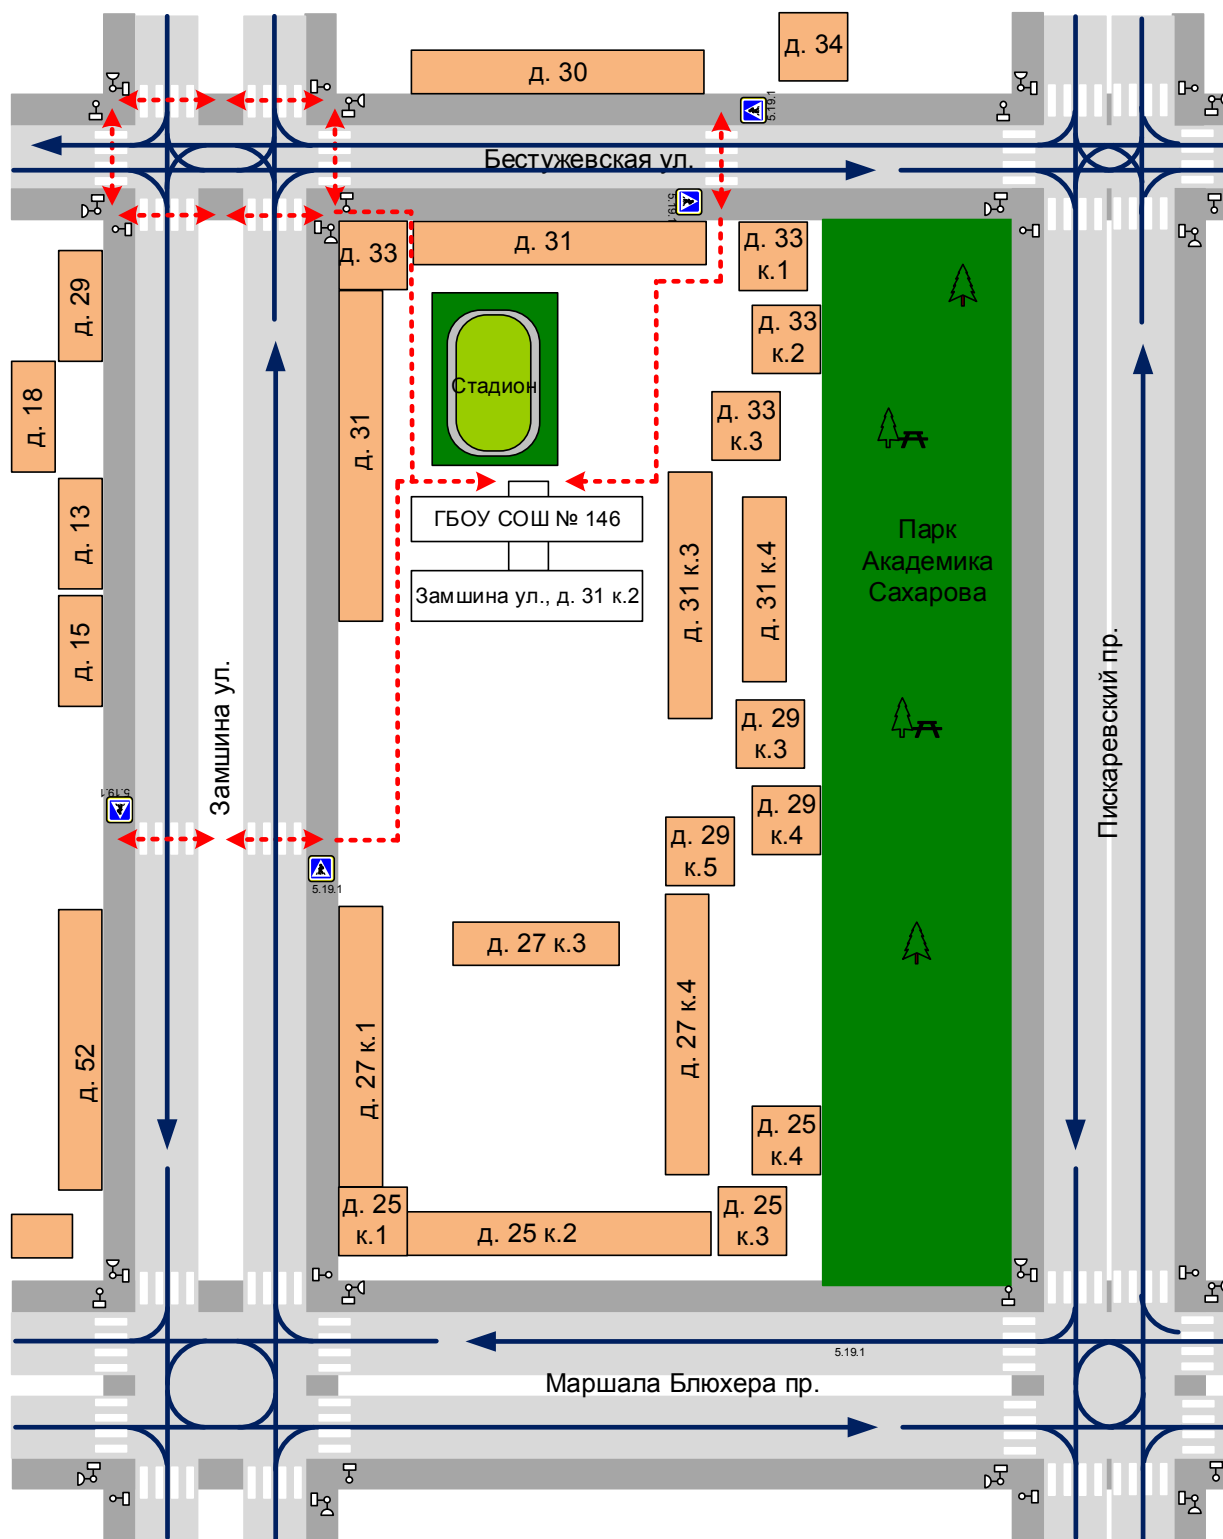 д. 34
д. 30
5.19.1
Бестужевская ул.
5.19.1
д. 33
д. 31
д. 33
к.1
д. 29
д. 33
к.2
д. 18
Стадион
д. 33
к.3
д. 31
д. 13
ГБОУ СОШ № 146
Парк
Академика
Сахарова
д. 31 к.3
д. 31 к.4
Замшина ул., д. 31 к.2
д. 15
Замшина ул.
Пискаревский пр.
д. 29
к.3
5.19.1
д. 29
к.4
д. 29
к.5
5.19.1
д. 27 к.3
д. 52
д. 27 к.1
д. 27 к.4
д. 25
к.4
д. 25
к.1
д. 25 к.2
д. 25
к.3
5.19.1
Маршала Блюхера пр.